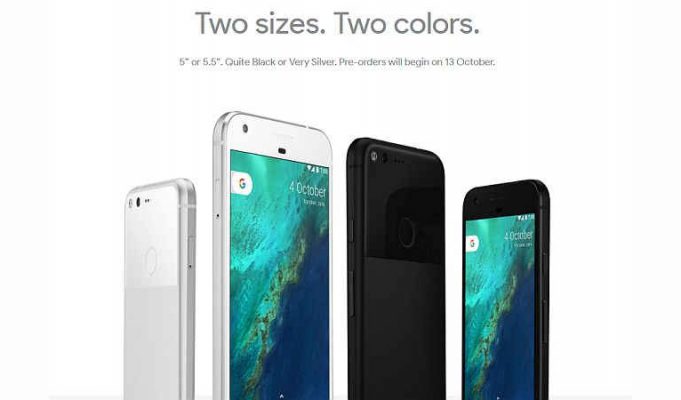 Two sizes. Two colors.
5" or 5.5". Quite Black or Very Silver. Pre-orders will begin on 13 October.
G
4 October
G
4 October